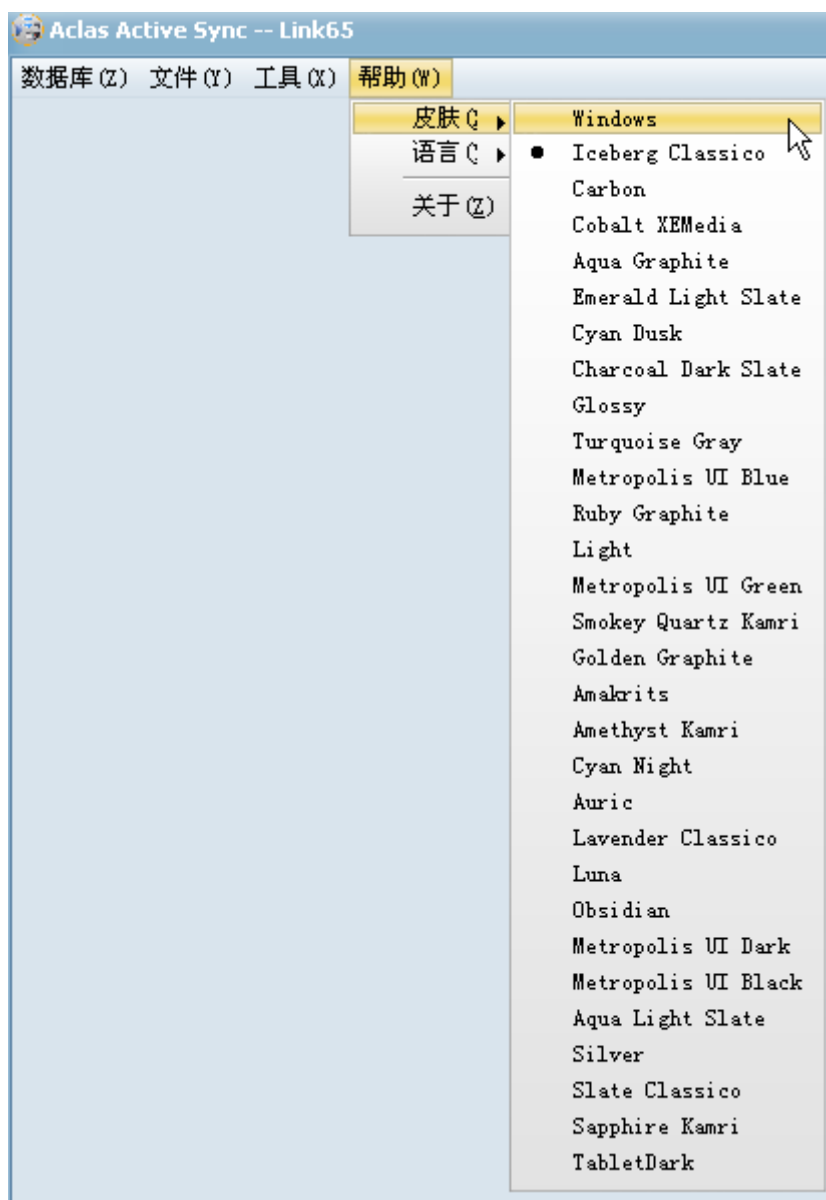 Aclas Active Sync -- Link65
数据库(Z) 文件(Y) 工具(X) 帮助(W)
皮肤(
语言(
关于(Z)
Windows
Iceberg Classico
Carbon
Cobalt XEMedia
Aqua Graphite
Emerald Light Slate
Cyan Dusk
Charcoal Dark Slate
Glossy
Turquoise Gray
Metropolis UI Blue
Ruby Graphite
Light
Metropolis UI Green
Smokey Quartz Kamri
Golden Graphite
Amakrits
Amethyst Kamri
Cyan Night
Auric
Lavender Classico
Luna
Obsidian
Metropolis UI Dark
Metropolis UI Black
Aqua Light Slate
Silver
Slate Classico
Sapphire Kamri
TabletDark